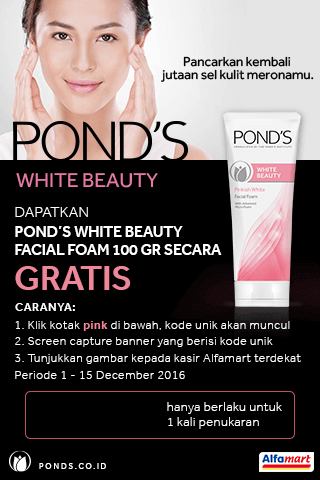 Pancarkan kembali
jutaan sel kulit meronamu.
POND'S
WHITE BEAUTY
POND'S
WHITE
BEAUTY
Pinkish White
Facial Foam
DAPATKAN
POND'S WHITE BEAUTY
FACIAL FOAM 100 GR SECARA
GRATIS
CARANYA:
1. Klik kotak pink di bawah, kode unik akan muncul
2. Screen capture banner yang berisi kode unik
3. Tunjukkan gambar kepada kasir Alfamart terdekat
Periode 1 - 15 December 2016
hanya berlaku untuk
1 kali penukaran
PONDS.CO.ID
Alfamart